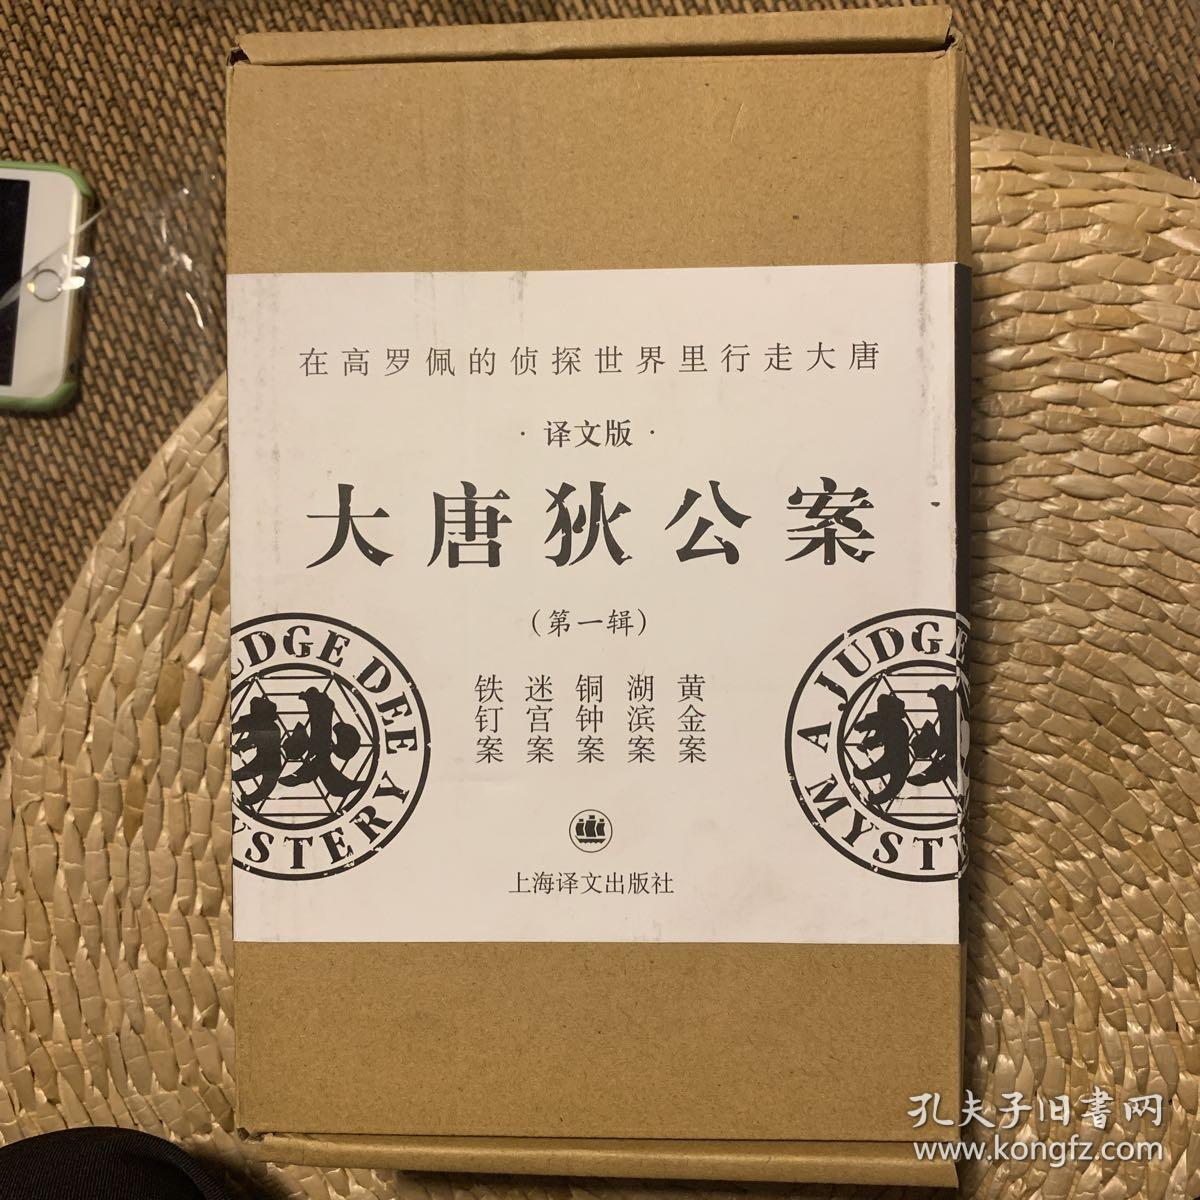 在高罗佩的侦探世界里行走大唐
·译文版·
大唐狄公案
（第一辑）
黄金案
湖滨案
铜钟案
迷宫案
铁钉案
上海译文出版社
JUDGE DEE
MYSTERY
狄
A JUDGE
MYSTE
狄
孔夫子旧書网
www.kongfz.com